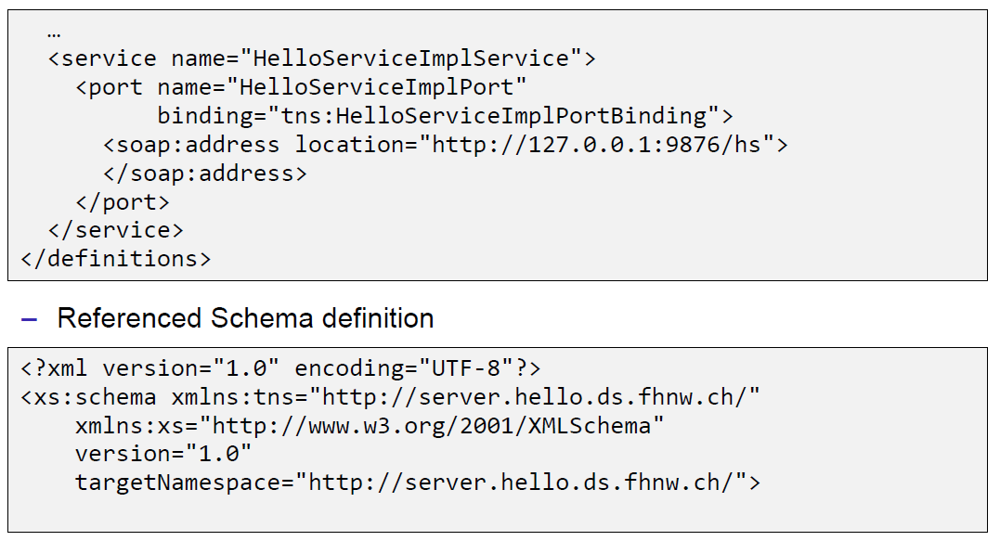 …
<service name="HelloServiceImplService">
<port name="HelloServiceImplPort"
binding="tns:HelloServiceImplPortBinding">
<soap:address location="http://127.0.0.1:9876/hs">
</soap:address>
</port>
</service>
</definitions>
– Referenced Schema definition
<?xml version="1.0" encoding="UTF-8"?>
<xs:schema xmlns:tns="http://server.hello.ds.fhnw.ch/"
xmlns:xs="http://www.w3.org/2001/XMLSchema"
version="1.0"
targetNamespace="http://server.hello.ds.fhnw.ch/">